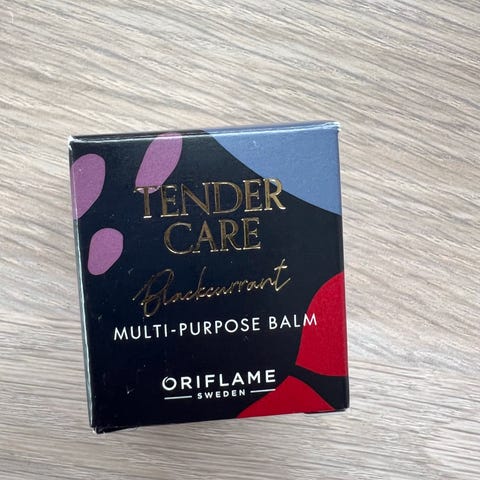 TENDER
CARE
Blackcurrant
MULTI-PURPOSE BALM
ORIFLAME
SWEDEN